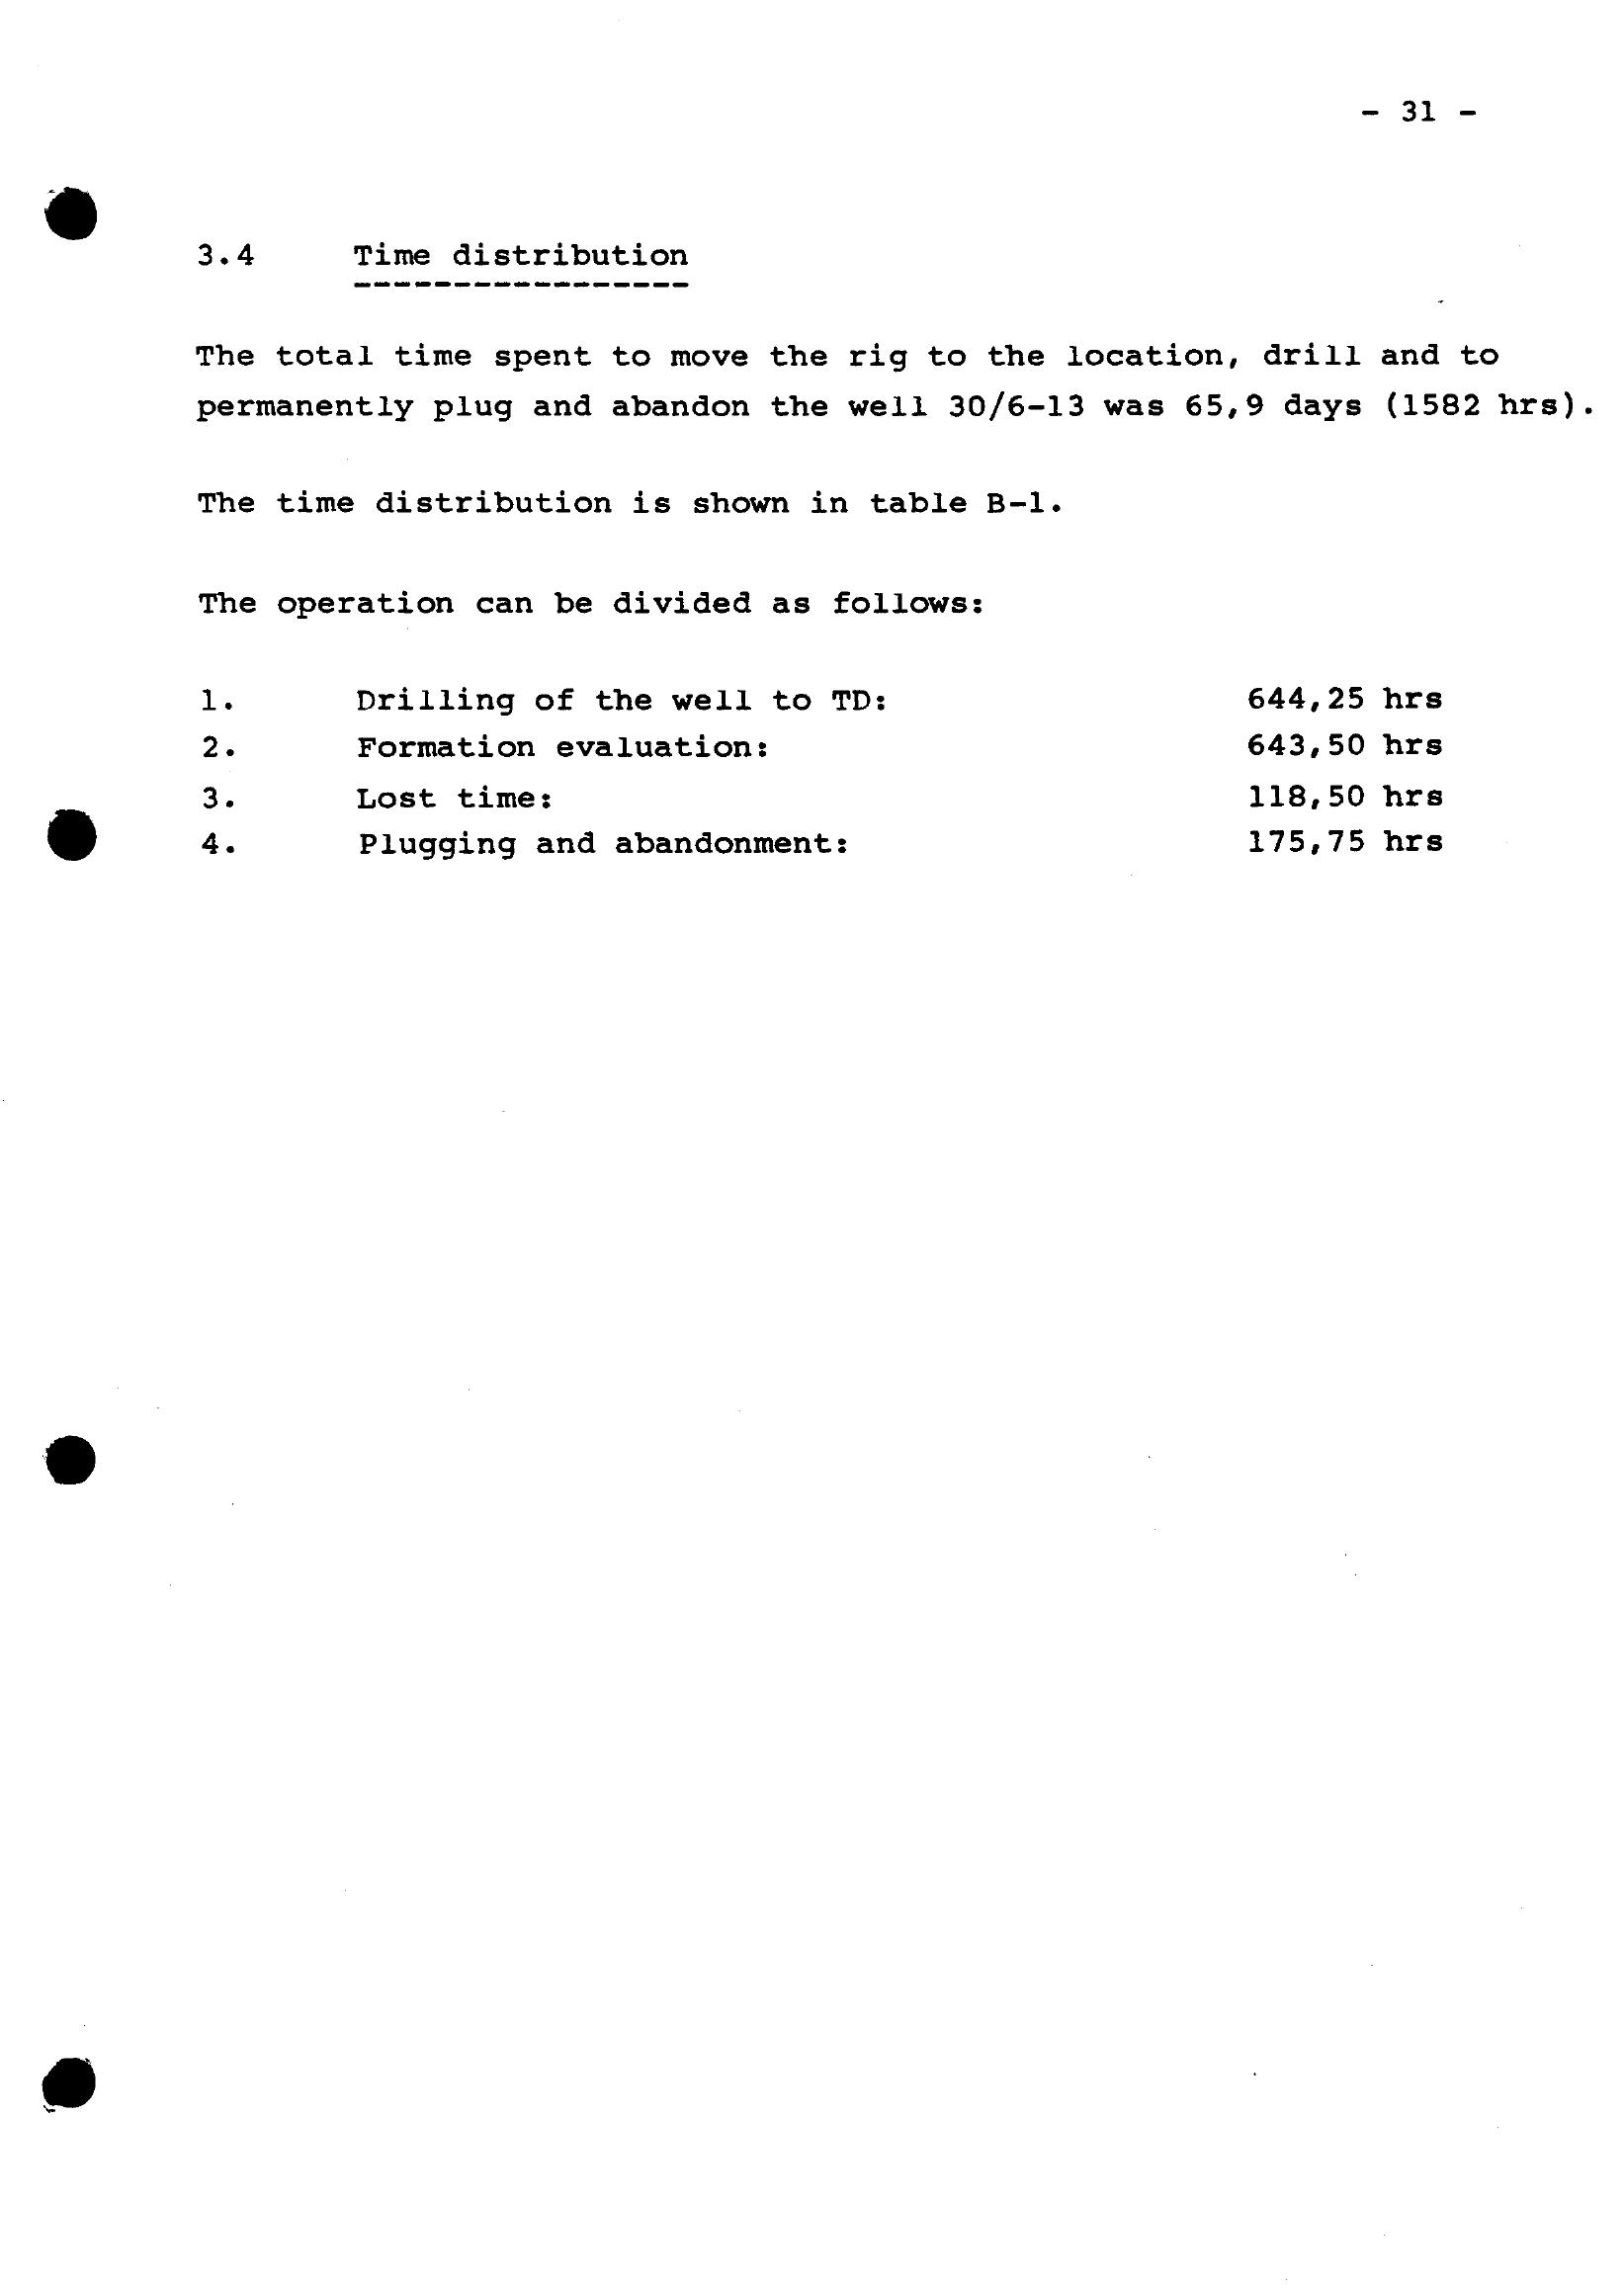 - 31 -
3.4 Time distribution
The total time spent to move the rig to the location, drill and to
permanently plug and abandon the well 30/6-13 was 65,9 days (1582 hrs).
The time distribution is shown in table B-1.
The operation can be divided as follows:
1. Drilling of the well to TD: 644,25 hrs
2. Formation evaluation: 643,50 hrs
3. Lost time: 118,50 hrs
4. Plugging and abandonment: 175,75 hrs